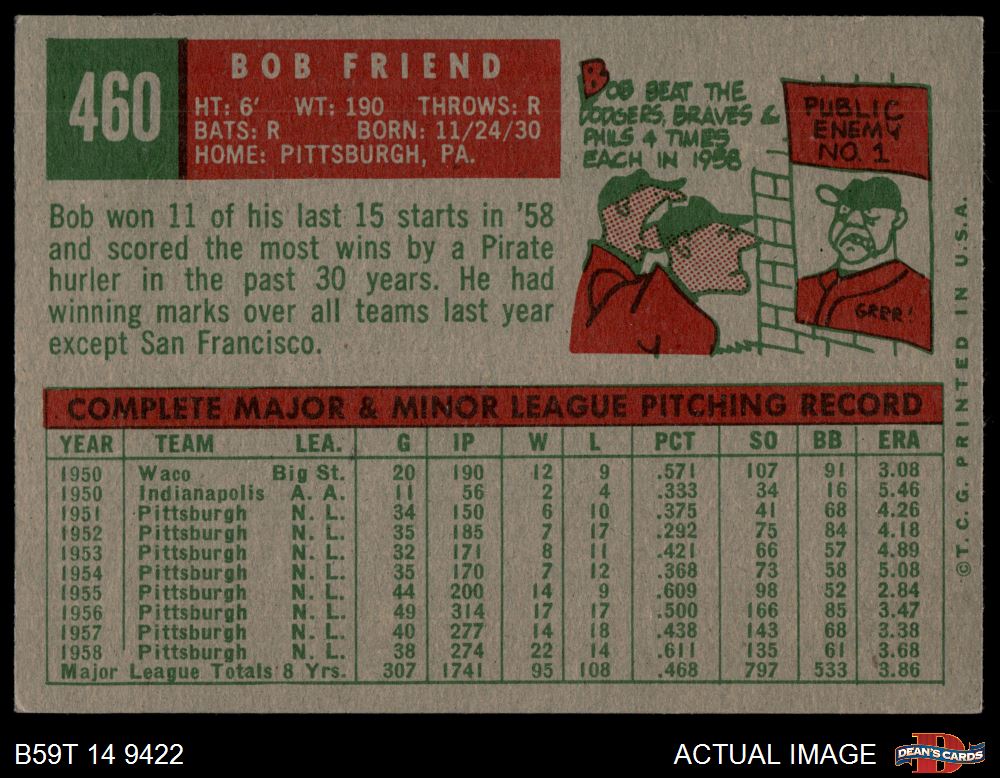 460
BOB FRIEND
HT: 6' WT: 190 THROWS: R
BATS: R BORN: 11/24/30
HOME: PITTSBURGH, PA.
Bob won 11 of his last 15 starts in '58
and scored the most wins by a Pirate
hurler in the past 30 years. He had
winning marks over all teams last year
except San Francisco.
BOB BEAT THE
DODGERS, BRAVES &
PHILS 4 TIMES
EACH IN 1958
PUBLIC
ENEMY
NO. 1
GRRR!
COMPLETE MAJOR & MINOR LEAGUE PITCHING RECORD
YEAR TEAM LEA. G IP W L PCT SO BB ERA
1950 Waco Big St. 20 190 12 9 .571 107 91 3.08
1950 Indianapolis A. A. 11 56 2 4 .333 34 16 5.46
1951 Pittsburgh N. L. 34 150 6 10 .375 41 68 4.26
1952 Pittsburgh N. L. 35 185 7 17 .292 75 84 4.18
1953 Pittsburgh N. L. 32 171 8 11 .421 66 57 4.89
1954 Pittsburgh N. L. 35 170 7 12 .368 73 58 5.08
1955 Pittsburgh N. L. 44 200 14 9 .609 98 52 2.84
1956 Pittsburgh N. L. 49 314 17 17 .500 166 85 3.47
1957 Pittsburgh N. L. 40 277 14 18 .438 143 68 3.38
1958 Pittsburgh N. L. 38 274 22 14 .611 135 61 3.68
Major League Totals 8 Yrs. 307 1741 95 108 .468 797 533 3.86
©T.C.G. PRINTED IN U.S.A.
B59T 14 9422
ACTUAL IMAGE
DEAN'S CARDS